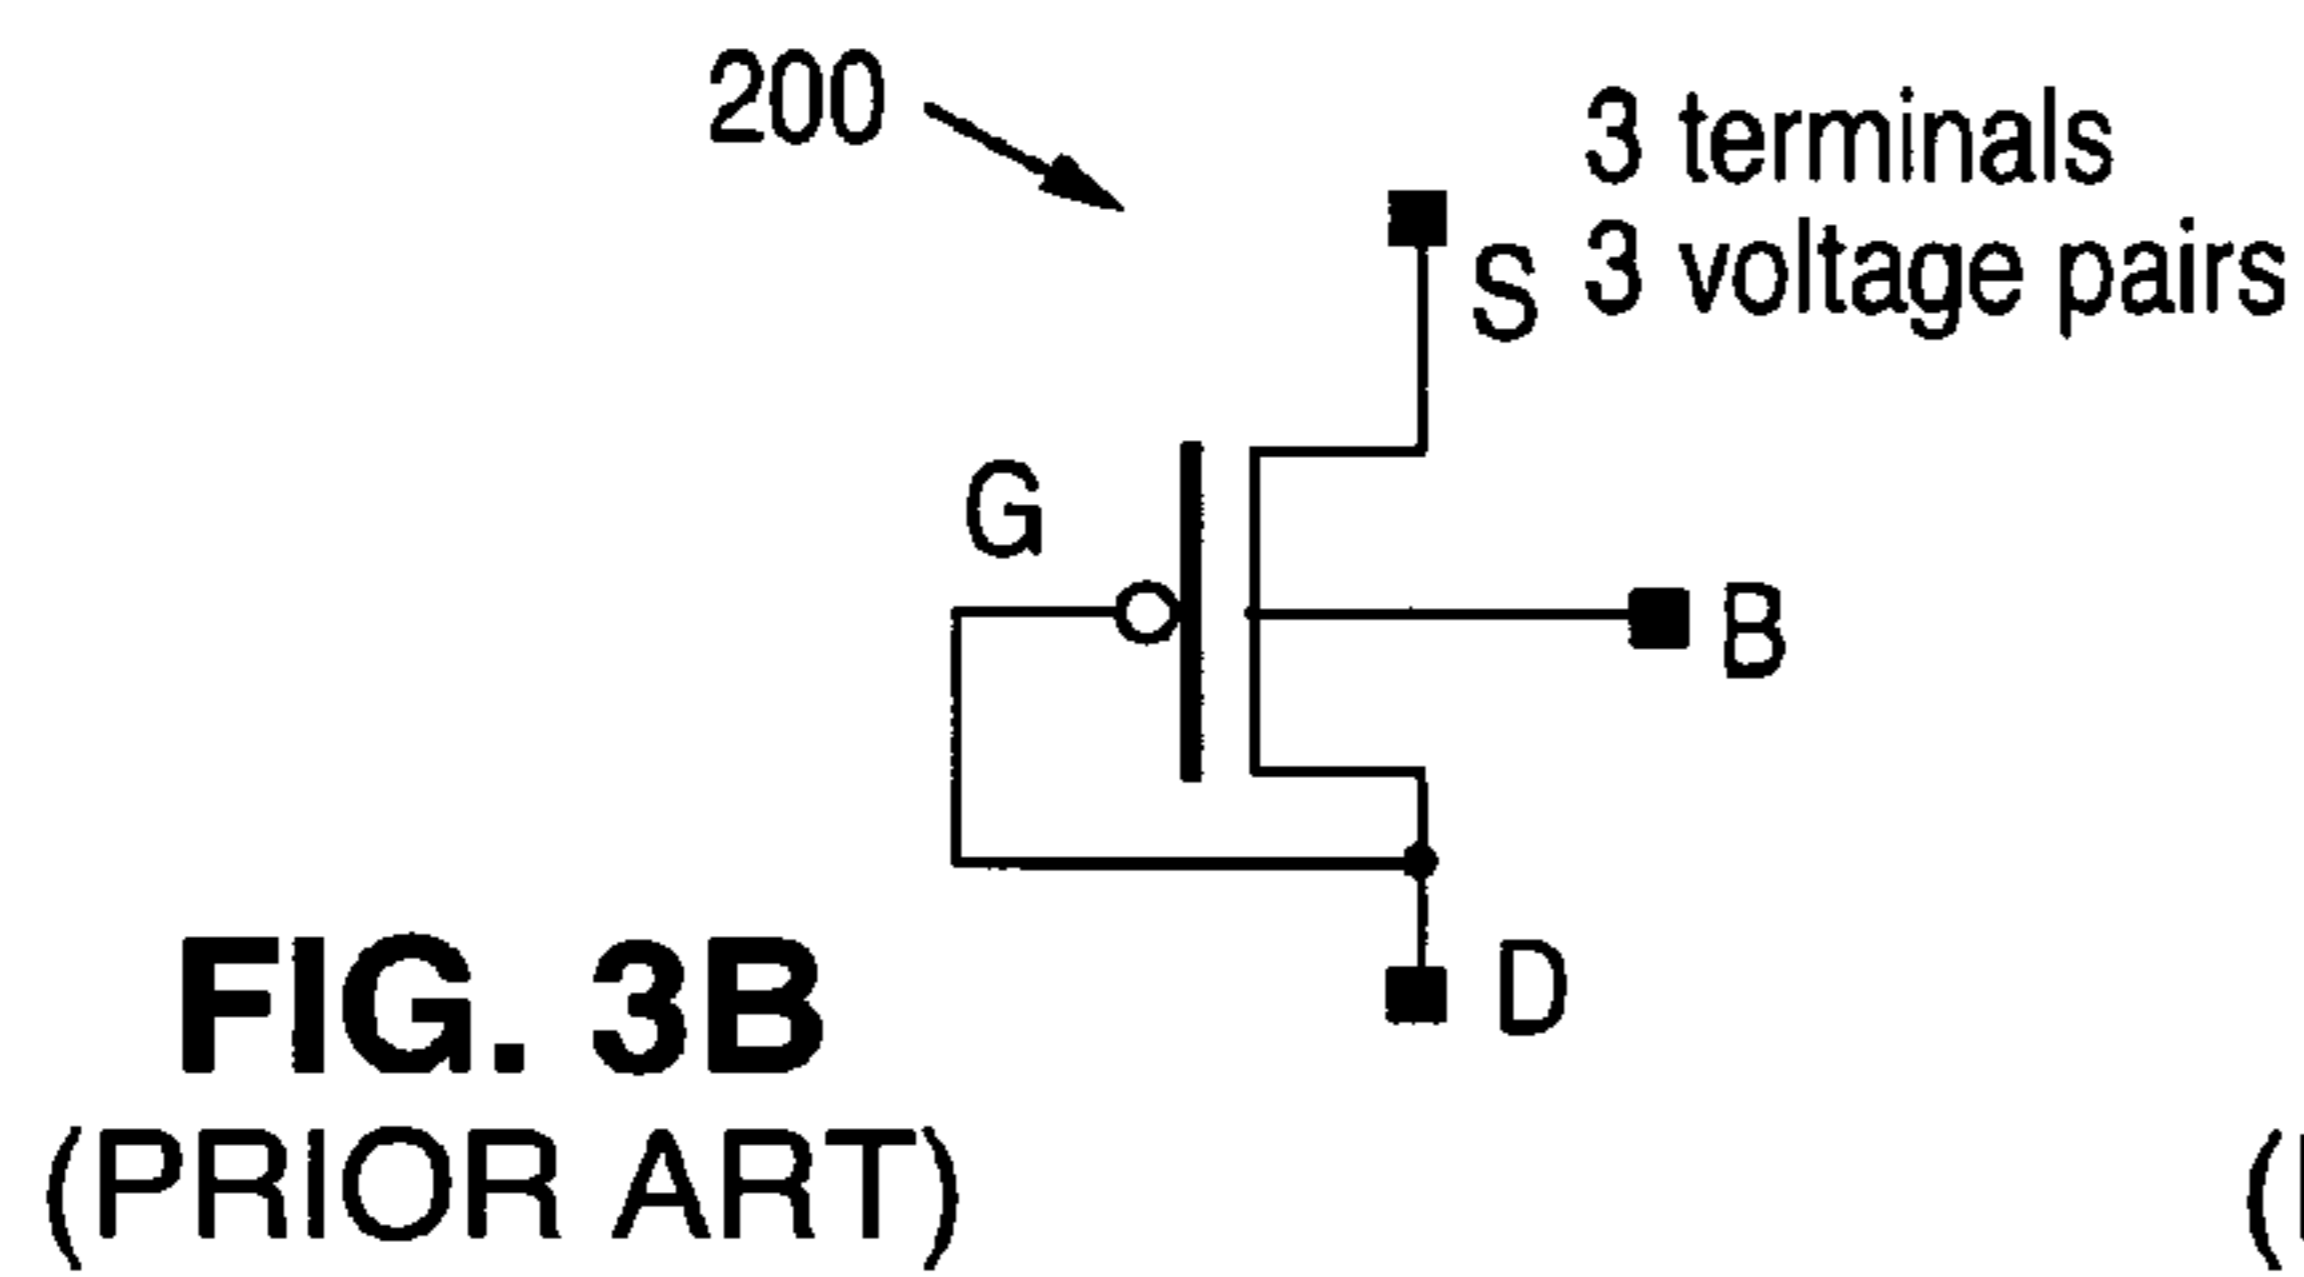 200
3 terminals
S 3 voltage pairs
G
B
D
FIG. 3B
(PRIOR ART)
(